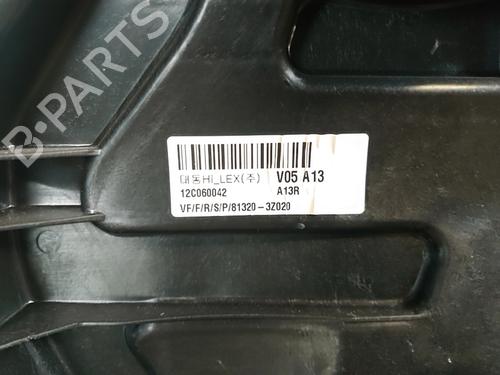 B-PARTS
대동Hi_LEX(주) V05 A13
12C060042 A13R
VF/F/R/S/P/81320-3Z020